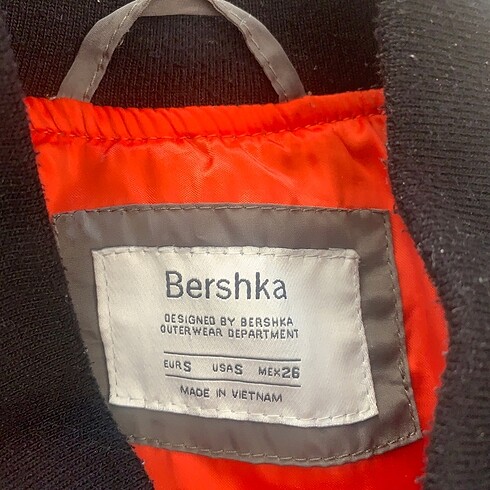 Bershka
DESIGNED BY BERSHKA
OUTERWEAR DEPARTMENT
EUR S USA S MEX 26
MADE IN VIETNAM